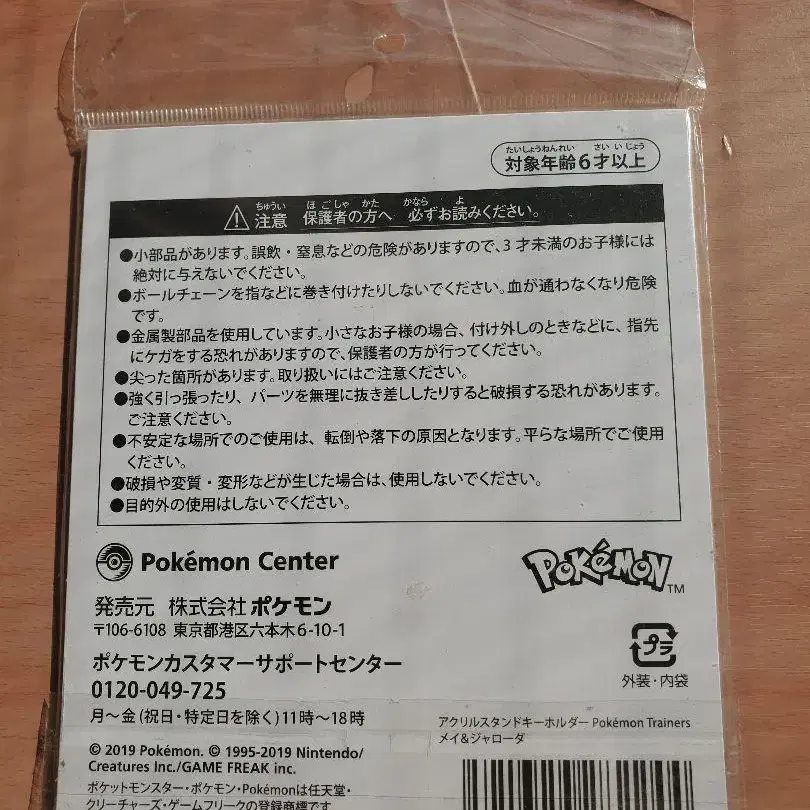 たいしょうねんれい さい いじょう
対象年齢6才以上
ちゅうい ほごしゃ かた かなら よ
注意 保護者の方へ 必ずお読みください。
●小部品があります。誤飲・窒息などの危険がありますので、3才未満のお子様には
絶対に与えないでください。
●ボールチェーンを指などに巻き付けたりしないでください。血が通わなくなり危険
です。
●金属製部品を使用しています。小さなお子様の場合、付け外しのときなどに、指先
にケガをする恐れがありますので、保護者の方が行ってください。
●尖った箇所があります。取り扱いにはご注意ください。
●強く引っ張ったり、パーツを無理に抜き差ししたりすると破損する恐れがあります。
ご注意ください。
●不安定な場所でのご使用は、転倒や落下の原因となります。平らな場所でご使用
ください。
●破損や変質・変形などが生じた場合は、使用しないでください。
●目的外の使用はしないでください。
Pokémon Center
POKéMON TM
発売元 株式会社ポケモン
〒106-6108 東京都港区六本木6-10-1
プラ
外装・内袋
ポケモンカスタマーサポートセンター
0120-049-725
月～金(祝日・特定日を除く)11時～18時
アクリルスタンドキーホルダー Pokémon Trainers
メイ&ジャローダ
© 2019 Pokémon. © 1995-2019 Nintendo/
Creatures Inc./GAME FREAK inc.
ポケットモンスター・ポケモン・Pokémonは任天堂・
クリーチャーズ・ゲームフリークの登録商標です